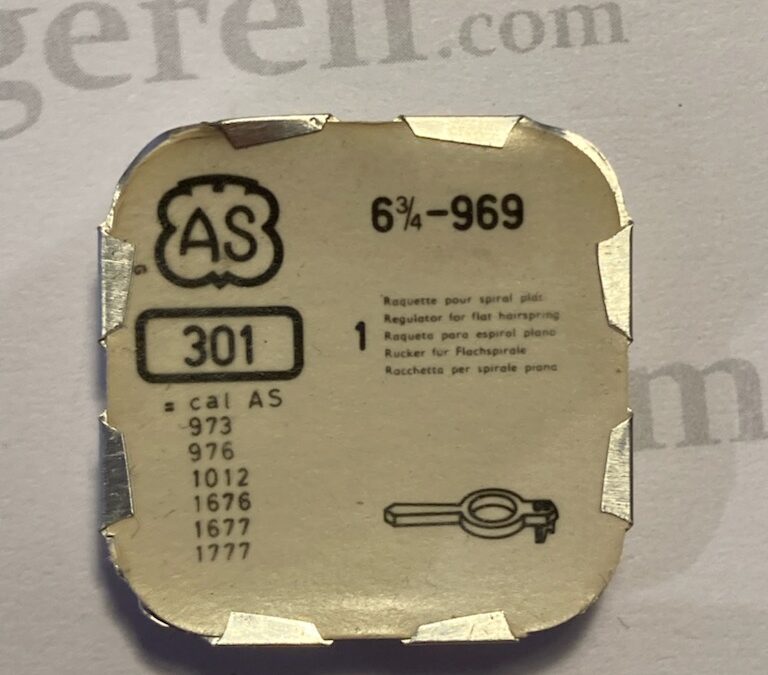 gerell.com
AS
6¾-969
301
1
Raquette pour spiral plat
Regulator for flat hairspring
Raqueta para espiral plano
Rucker für Flachspirale
Racchetta per spirale piano
= cal AS
973
976
1012
1676
1677
1777
om